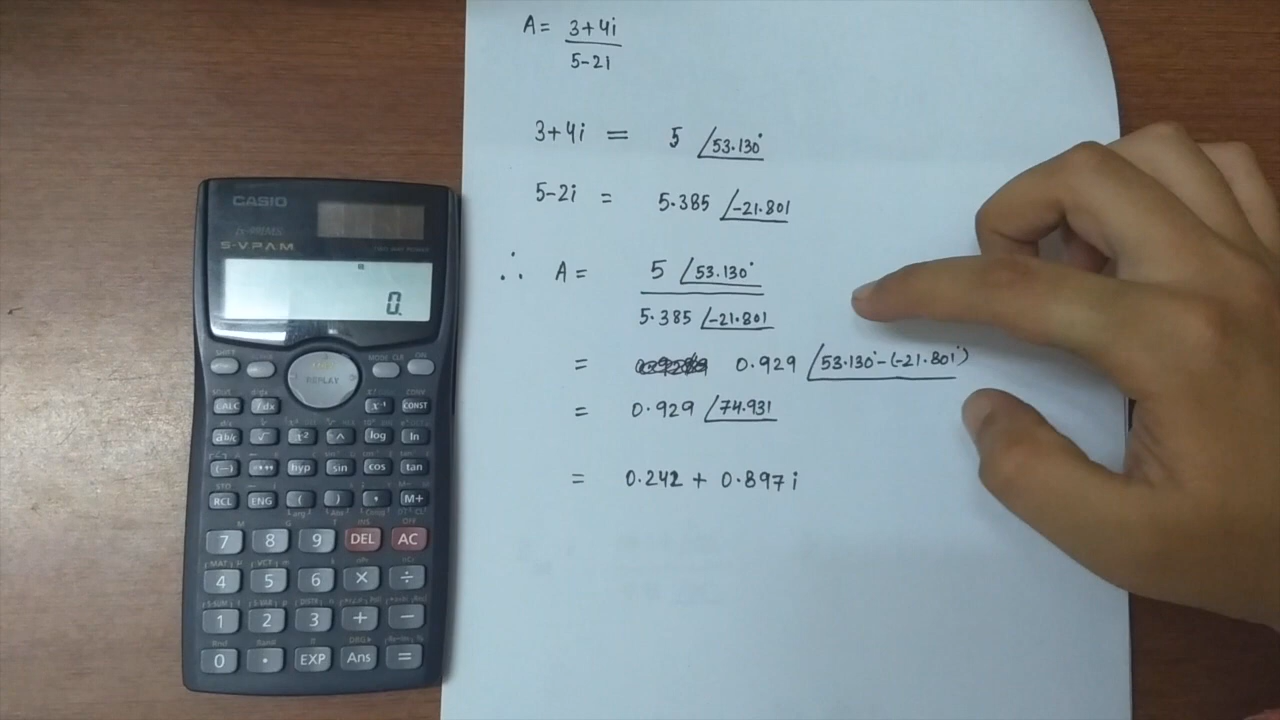 A = 3+4i
5-2i
3+4i = 5 ∠53.130°
5-2i = 5.385 ∠-21.801
∴ A = 5 ∠53.130°
5.385 ∠-21.801
= 0.929 ∠53.130°-(-21.801)
= 0.929 ∠74.931
= 0.242 + 0.897i
CASIO
S-V.P.A.M.
0.
SHIFT MODE CLR ON
REPLAY
CALC ∫dx x⁻¹ CONST
ab/c √ x² ^ log ln
(-) °'" hyp sin cos tan
RCL ENG ( ) , M+
7 8 9 DEL AC
4 5 6 × ÷
1 2 3 + −
0 . EXP Ans =